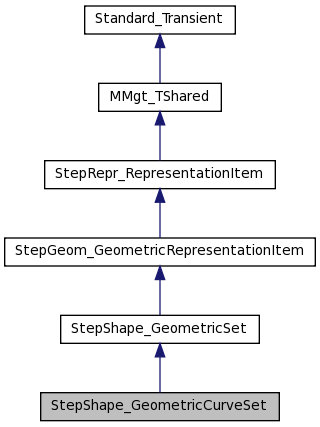 Standard_Transient
MMgt_TShared
StepRepr_RepresentationItem
StepGeom_GeometricRepresentationItem
StepShape_GeometricSet
StepShape_GeometricCurveSet